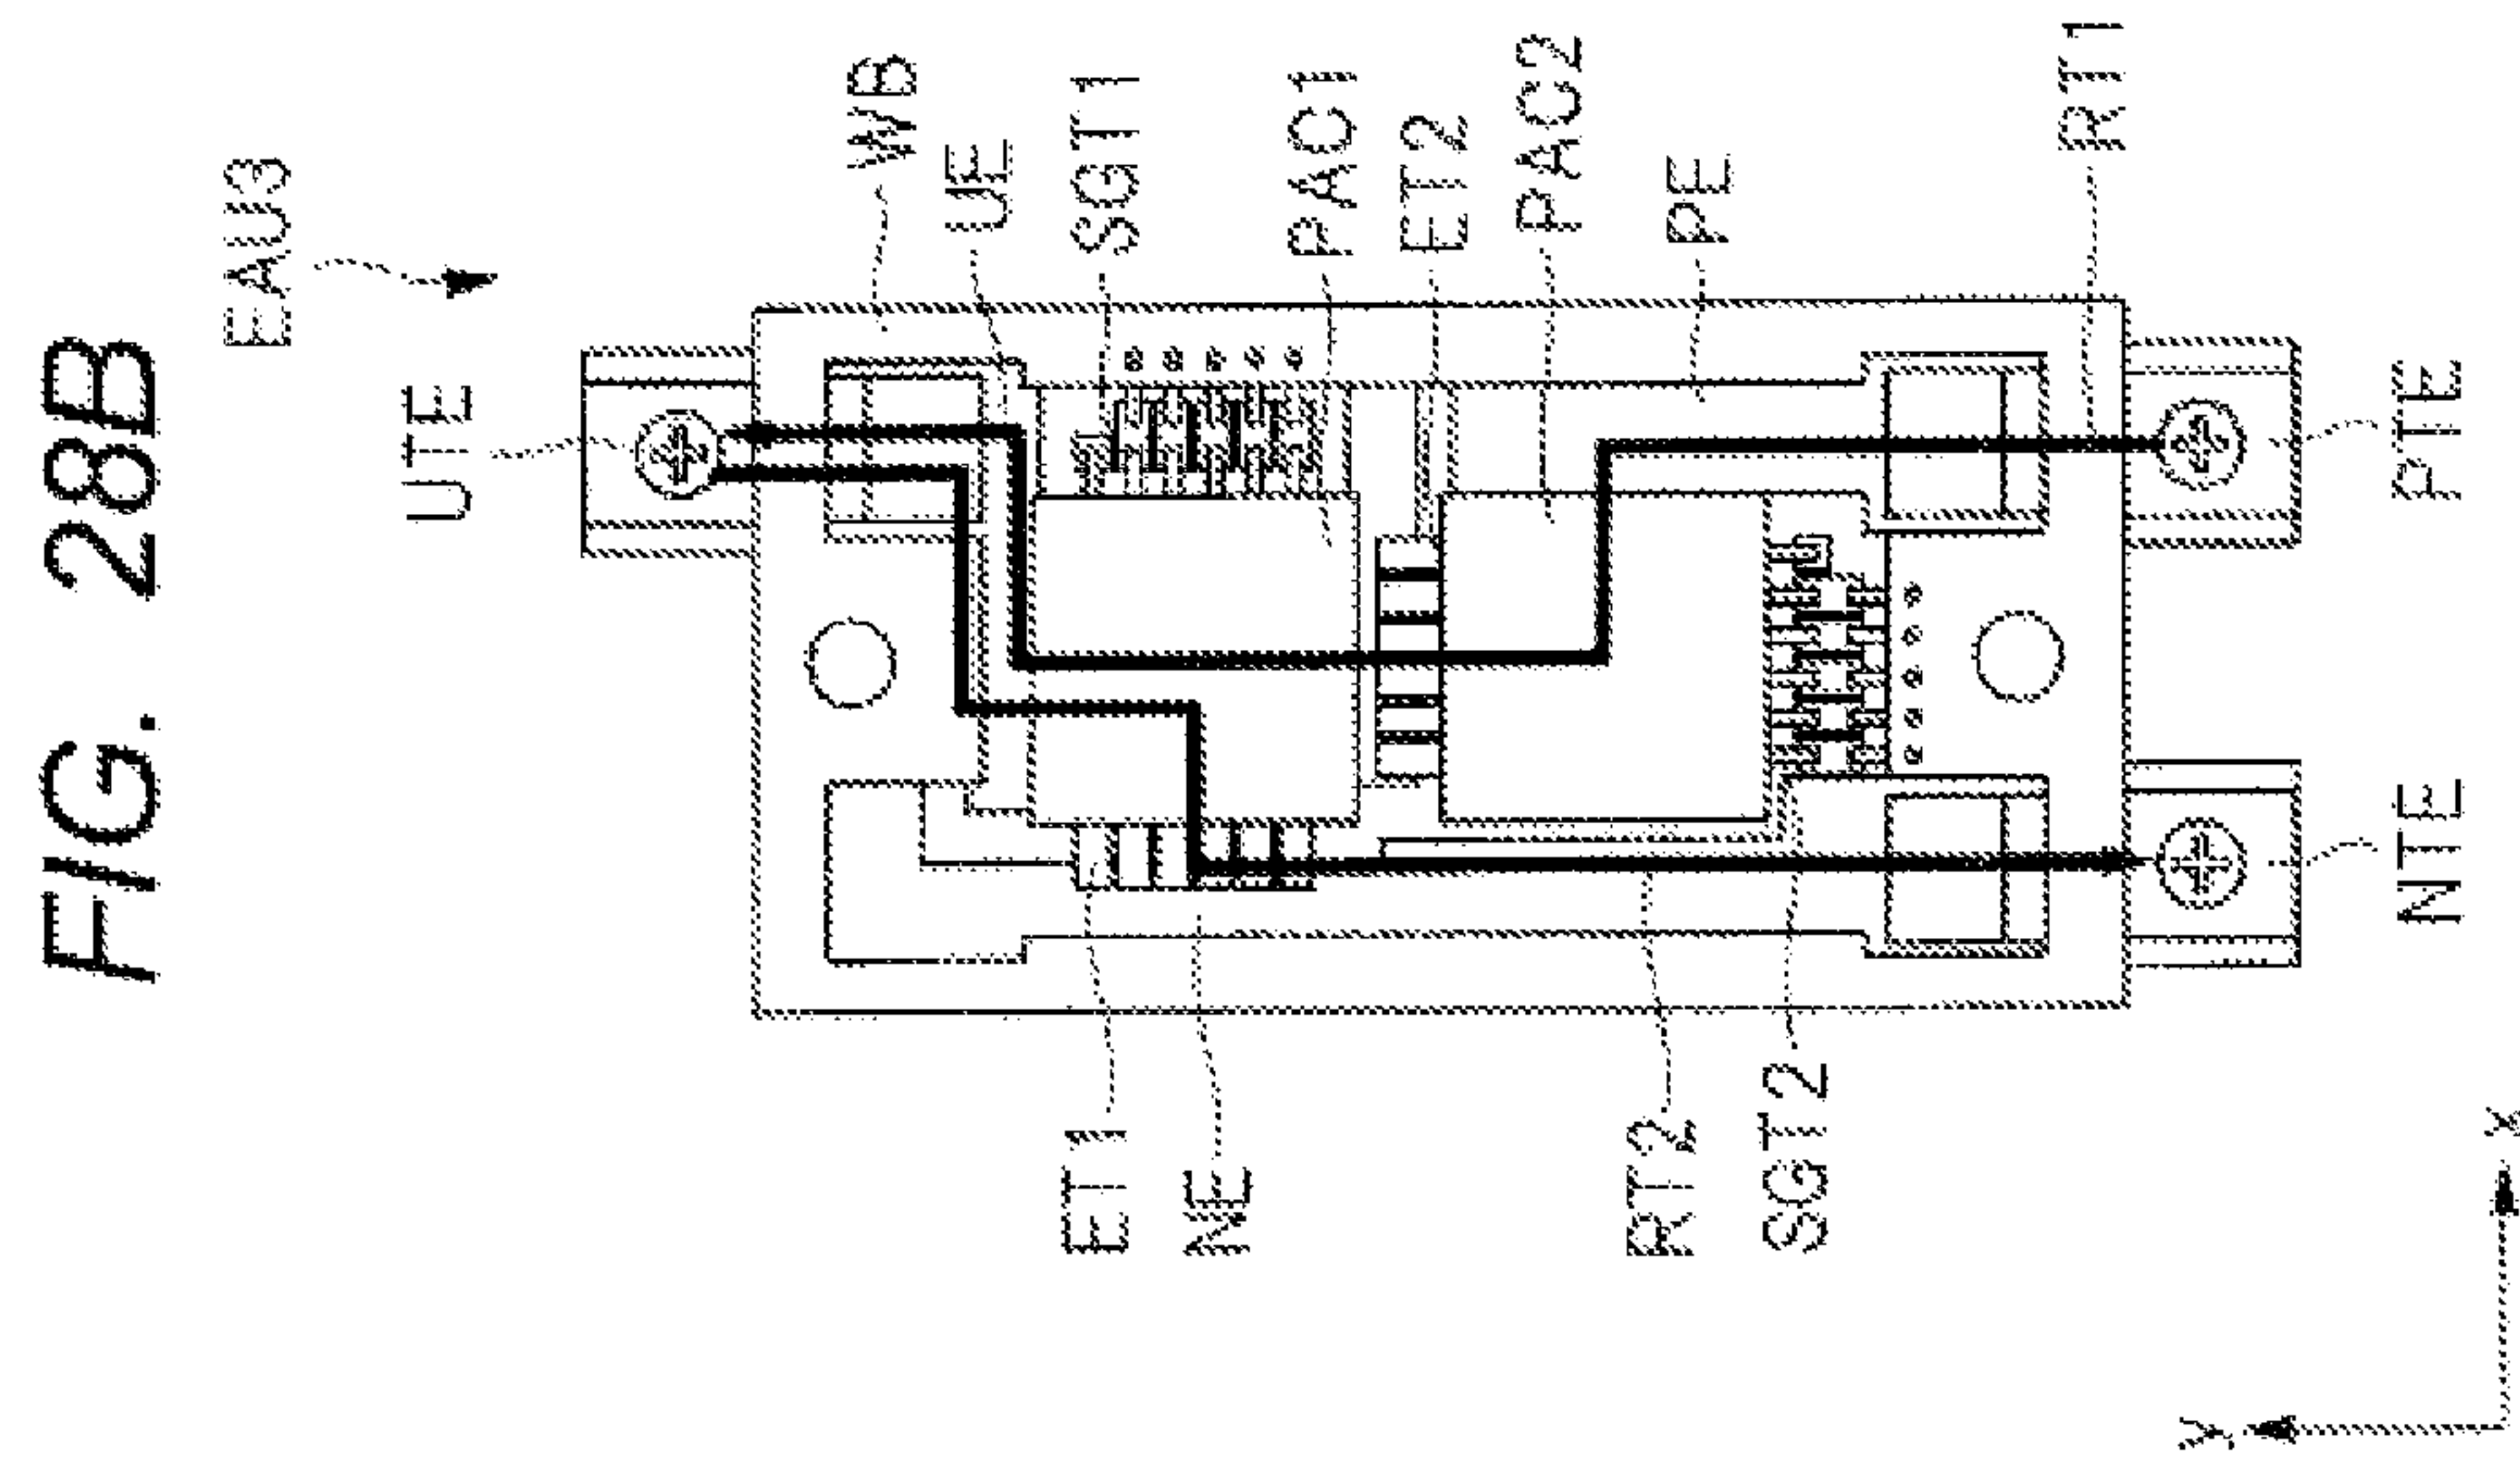 FIG. 28B
EAU3
UTE
WB
UE
SGT1
PAC1
ET2
PAC2
PE
RT1
PTE
NTE
ET1
NE
RT2
SGT2
X
Y